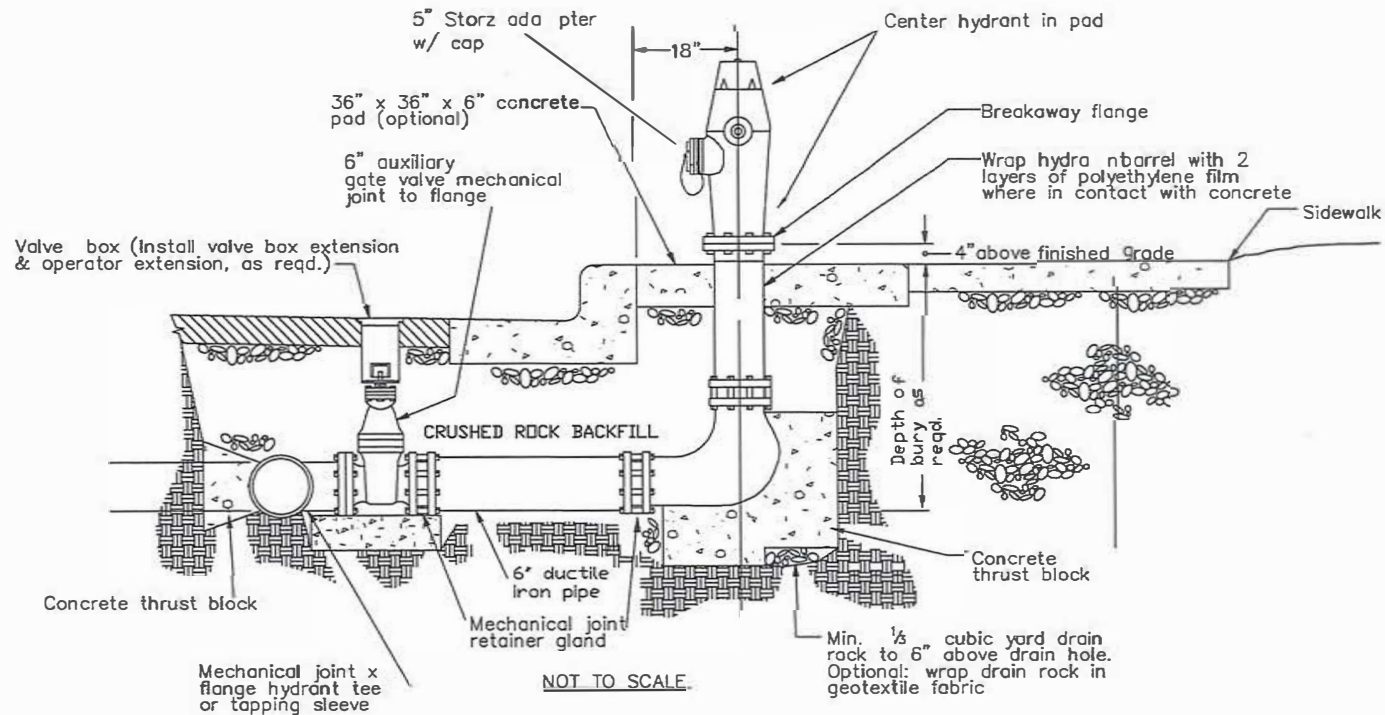 5" Storz ada pter
w/ cap
18"
Center hydrant in pad
36" x 36" x 6" concrete
pad (optional)
Breakaway flange
6" auxiliary
gate valve mechanical
joint to flange
Wrap hydra nt barrel with 2
layers of polyethylene film
where in contact with concrete
Sidewalk
Valve box (Install valve box extension
& operator extension, as reqd.)
4" above finished grade
CRUSHED ROCK BACKFILL
Depth of
bury as
reqd.
6" ductile
iron pipe
Concrete
thrust block
Concrete thrust block
Mechanical joint
retainer gland
Min. 1/3 cubic yard drain
rock to 6" above drain hole.
Optional: wrap drain rock in
geotextile fabric
Mechanical joint x
flange hydrant tee
or tapping sleeve
NOT TO SCALE.